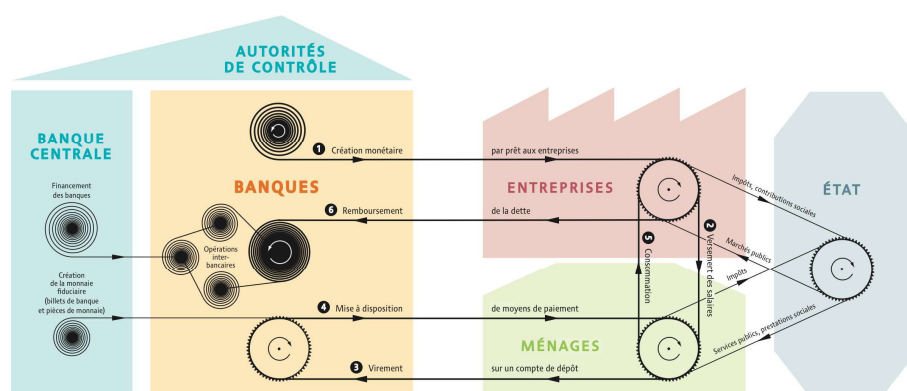 AUTORITÉS
DE CONTRÔLE
BANQUE
CENTRALE
Financement
des banques
Création
de la monnaie
fiduciaire
(billets de banque
et pièces de monnaie)
BANQUES
1 Création monétaire
par prêt aux entreprises
6 Remboursement
de la dette
Opérations
inter-
bancaires
4 Mise à disposition
de moyens de paiement
3 Virement
sur un compte de dépôt
ENTREPRISES
2 Versement des salaires
5 Consommation
MÉNAGES
Impôts, contributions sociales
Marchés publics
Impôts
Services publics, prestations sociales
ÉTAT